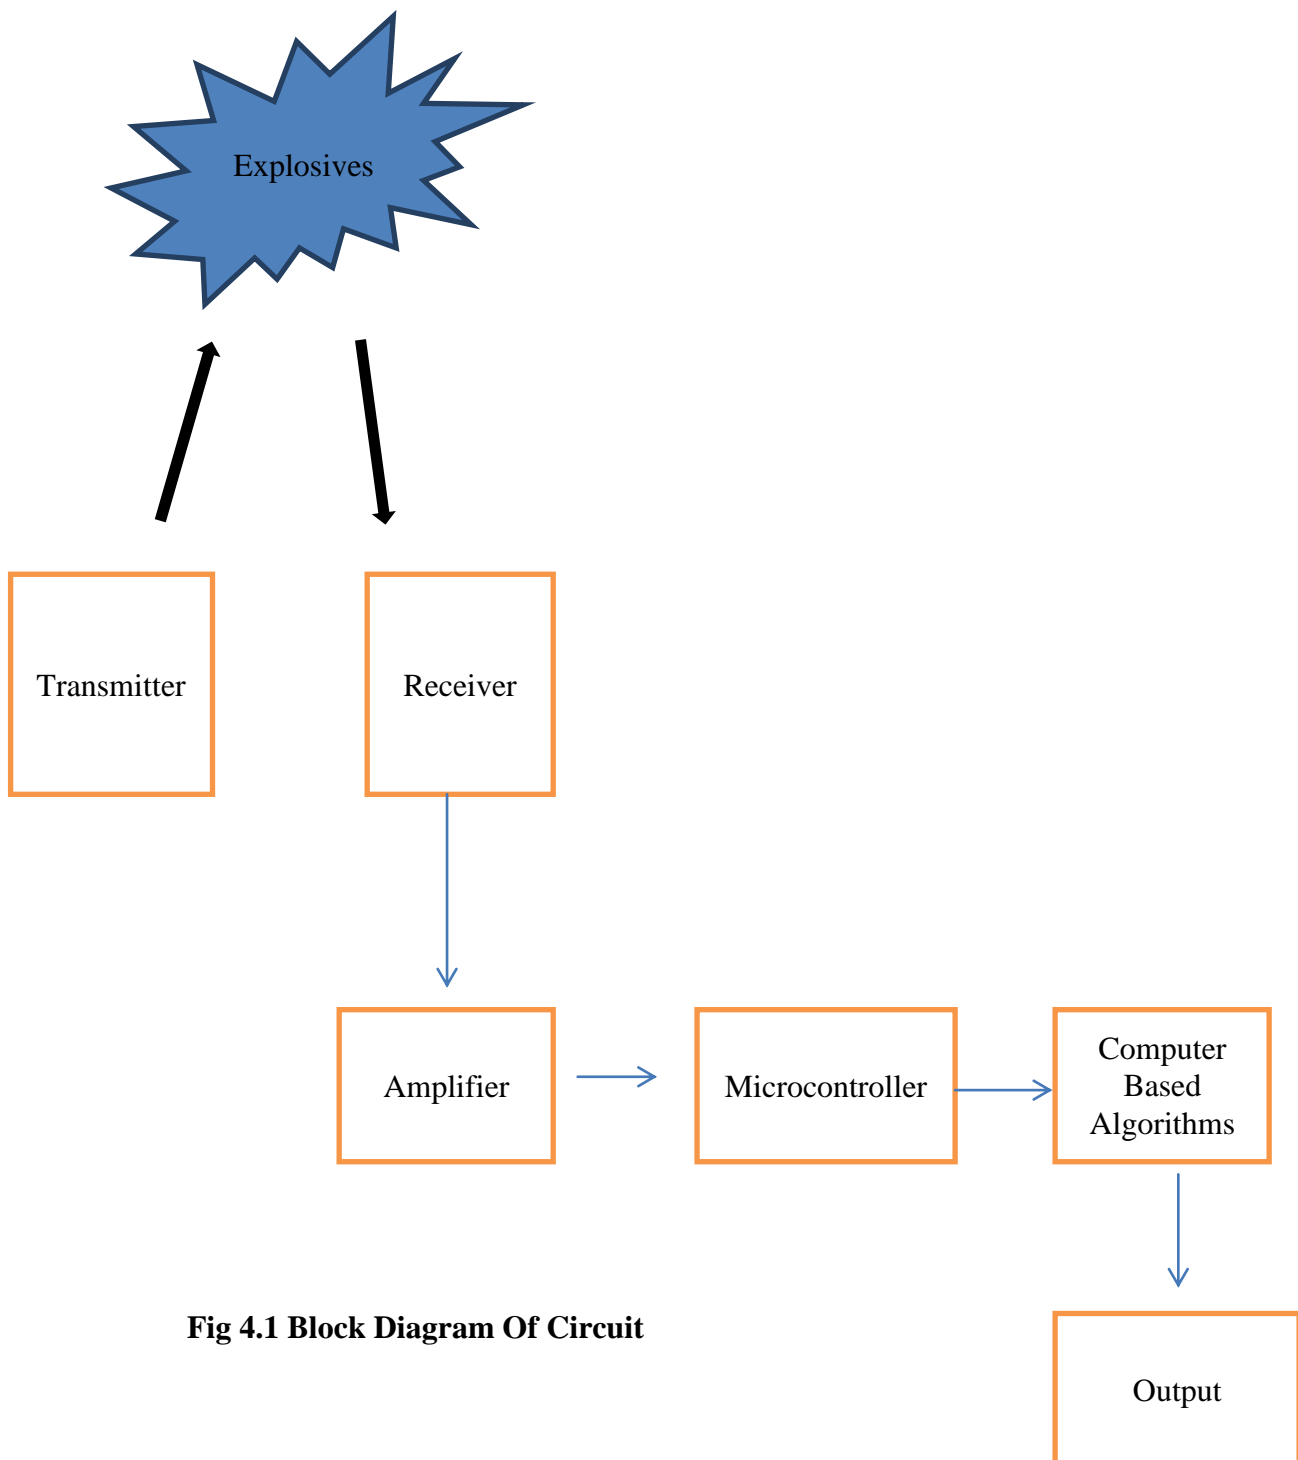 Explosives
Transmitter
Receiver
Amplifier
Microcontroller
Computer
Based
Algorithms
Fig 4.1 Block Diagram Of Circuit
Output